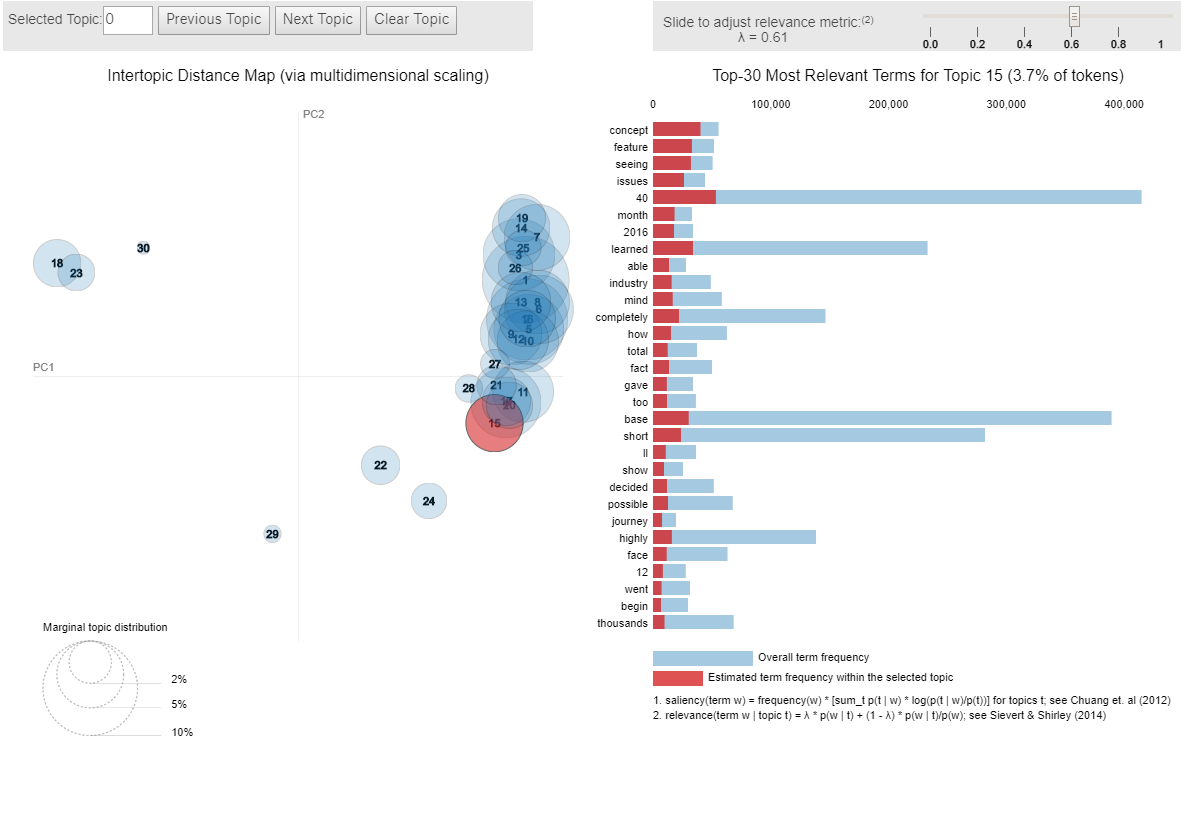 Selected Topic: 0 Previous Topic Next Topic Clear Topic
Slide to adjust relevance metric:(2)
λ = 0.61
0.0 0.2 0.4 0.6 0.8 1
Intertopic Distance Map (via multidimensional scaling)
PC2
PC1
19
14
7
25
3
26
1
18
23
30
13
8
6
5
9
12
10
27
28
21
11
20
15
22
24
29
Marginal topic distribution
2%
5%
10%
Top-30 Most Relevant Terms for Topic 15 (3.7% of tokens)
0 100,000 200,000 300,000 400,000
concept
feature
seeing
issues
40
month
2016
learned
able
industry
mind
completely
how
total
fact
gave
too
base
short
ll
show
decided
possible
journey
highly
face
12
went
begin
thousands
Overall term frequency
Estimated term frequency within the selected topic
1. saliency(term w) = frequency(w) * [sum_t p(t | w) * log(p(t | w)/p(t))] for topics t; see Chuang et. al (2012)
2. relevance(term w | topic t) = λ * p(w | t) + (1 - λ) * p(w | t)/p(w); see Sievert & Shirley (2014)